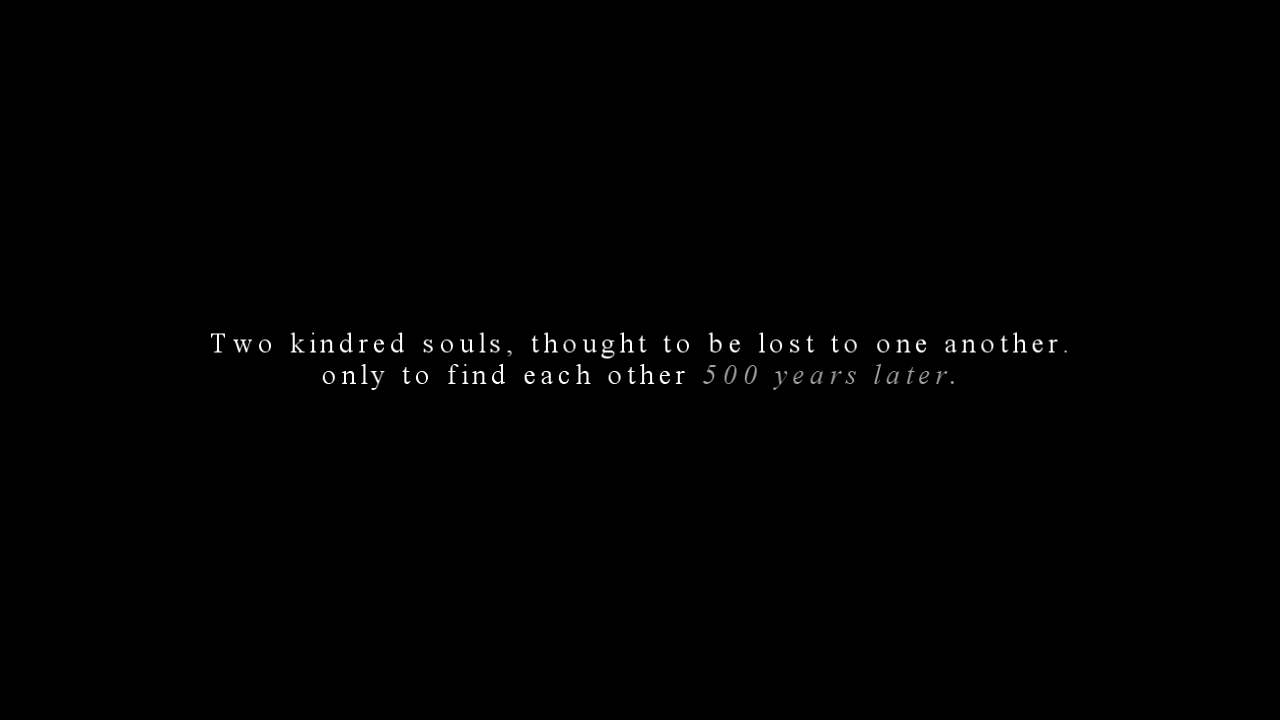 Two kindred souls, thought to be lost to one another.
only to find each other 500 years later.